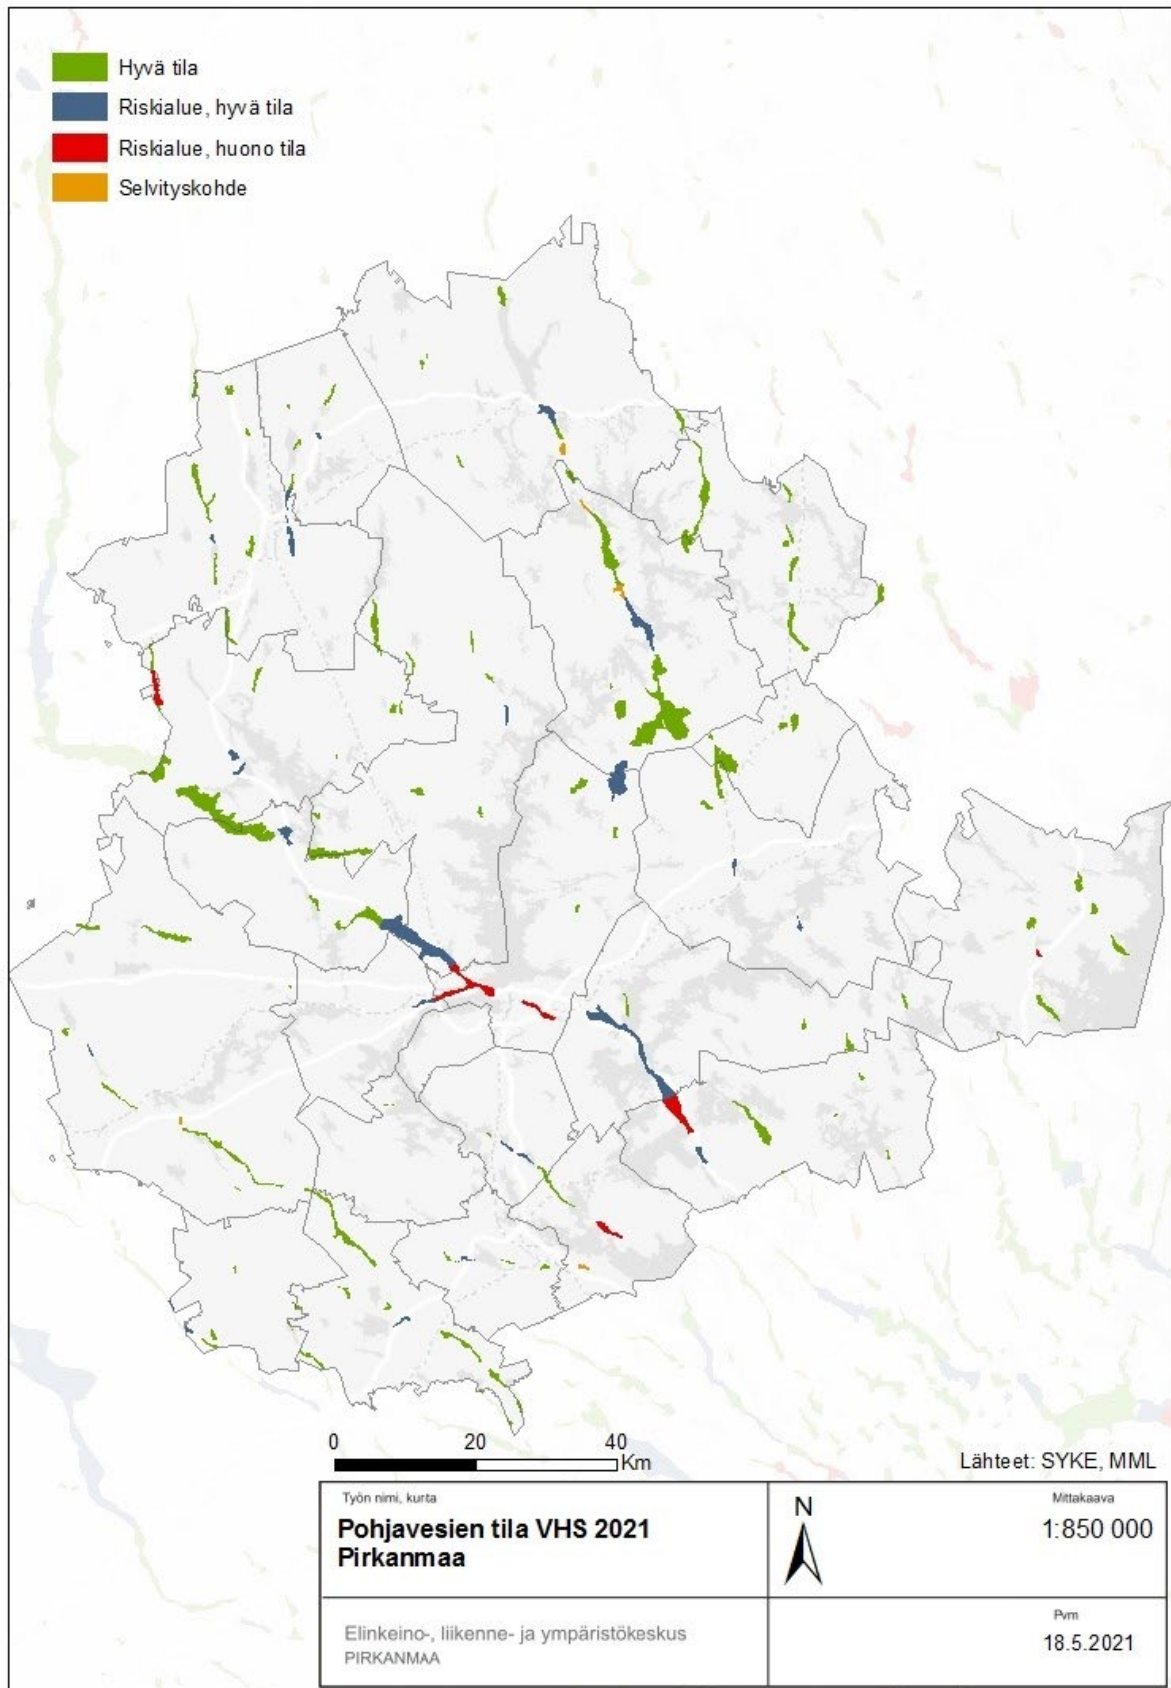 Hyvä tila
Riskialue, hyvä tila
Riskialue, huono tila
Selvityskohde
0 20 40
Km
Lähteet: SYKE, MML
Työn nimi, kurta
Pohjavesien tila VHS 2021
Pirkanmaa
N
Mittakaava
1:850 000
Elinkeino-, liikenne- ja ympäristökeskus
PIRKANMAA
Pvm
18.5.2021